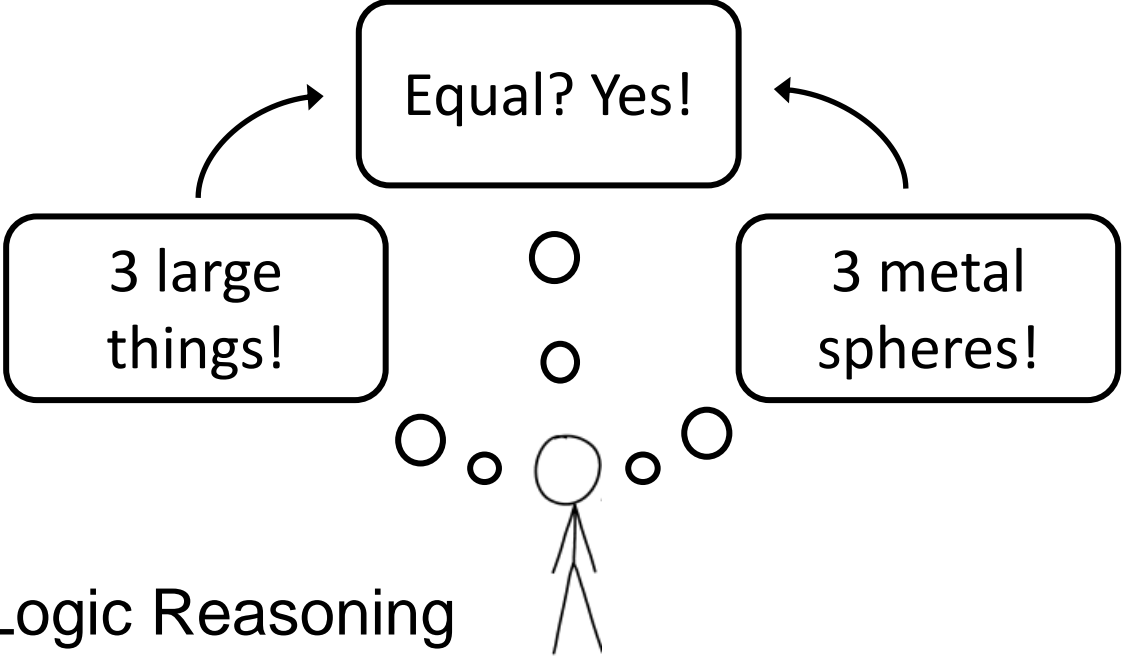 Equal? Yes!
3 large
things!
3 metal
spheres!
Logic Reasoning